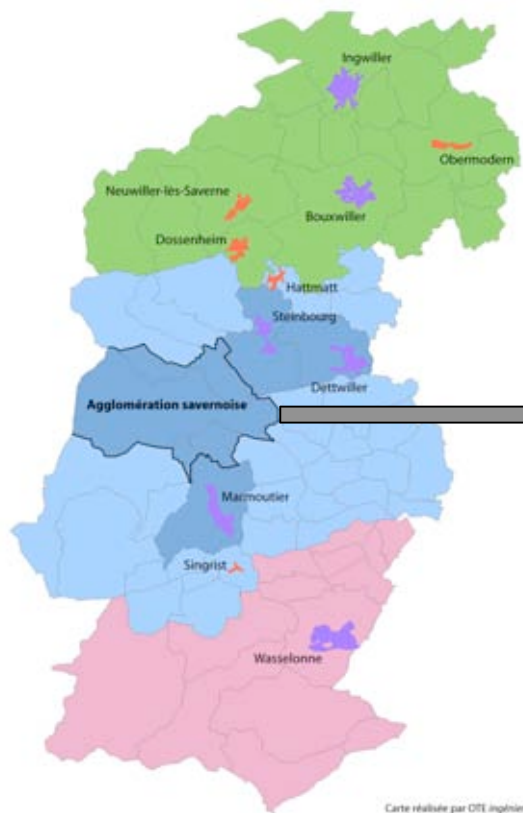 Ingwiller
Obermodern
Neuwiller-lès-Saverne
Bouxwiller
Dossenheim
Hattmatt
Steinbourg
Dettwiller
Agglomération savernoise
Marmoutier
Singrist
Wasselonne
Carte réalisée par OTE